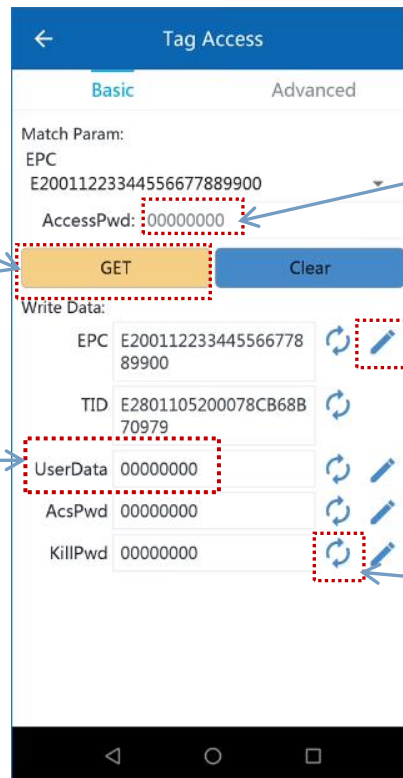 Tag Access
Basic Advanced
Match Param:
EPC
E20011223344556677889900
AccessPwd: 00000000
GET Clear
Write Data:
EPC E200112233445566778
89900
TID E2801105200078CB68B
70979
UserData 00000000
AcsPwd 00000000
KillPwd 00000000